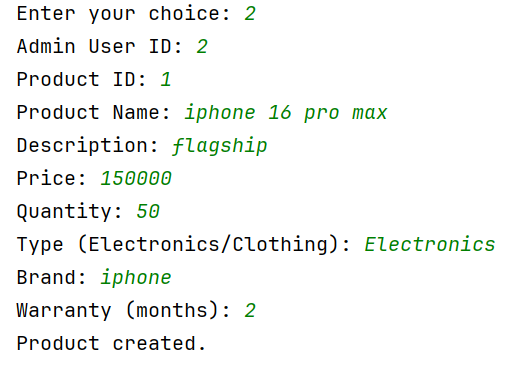 Enter your choice: 2
Admin User ID: 2
Product ID: 1
Product Name: iphone 16 pro max
Description: flagship
Price: 150000
Quantity: 50
Type (Electronics/Clothing): Electronics
Brand: iphone
Warranty (months): 2
Product created.